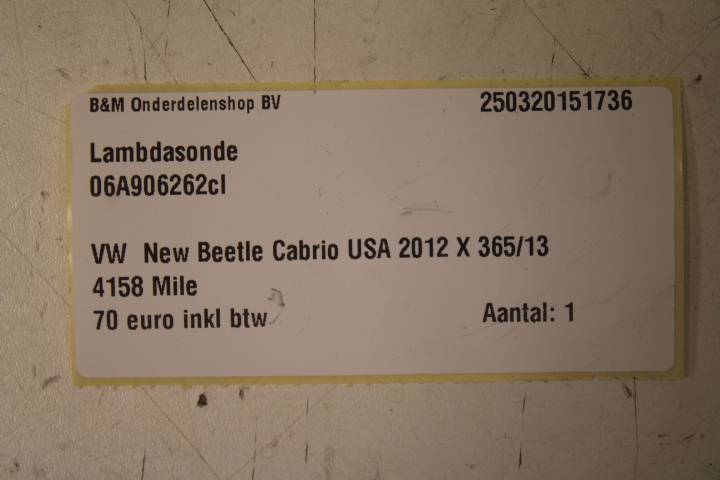 B&M Onderdelenshop BV 250320151736
Lambdasonde
06A906262cl
VW New Beetle Cabrio USA 2012 X 365/13
4158 Mile
70 euro inkl btw Aantal: 1